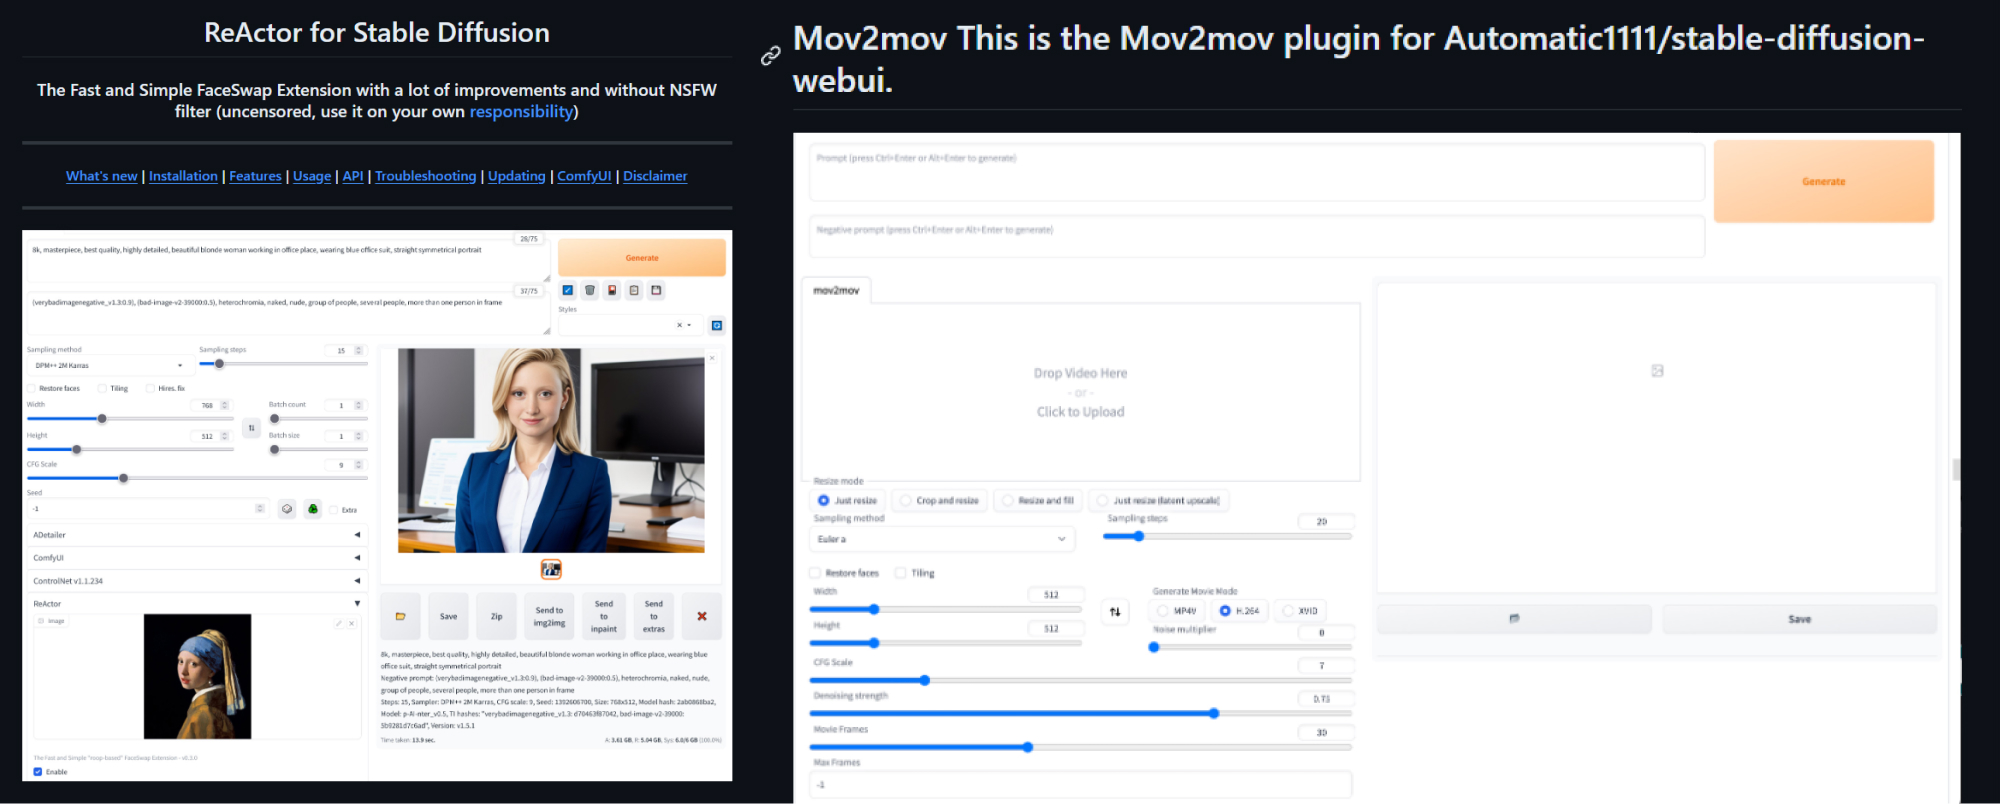 ReActor for Stable Diffusion
The Fast and Simple FaceSwap Extension with a lot of improvements and without NSFW
filter (uncensored, use it on your own responsibility)
What's new | Installation | Features | Usage | API | Troubleshooting | Updating | ComfyUI | Disclaimer
28/75
8k, masterpiece, best quality, highly detailed, beautiful blonde woman working in office place, wearing blue office suit, straight symmetrical portrait
Generate
37/75
(verybadimagenegative_v1.3:0.9), (bad-image-v2-39000:0.5), heterochromia, naked, nude, group of people, several people, more than one person in frame
Styles
Sampling method
DPM++ 2M Karras
Sampling steps
15
Restore faces
Tiling
Hires. fix
Width
768
Batch count
1
Height
512
Batch size
1
CFG Scale
9
Seed
-1
Extra
ADetailer
ComfyUI
ControlNet v1.1.234
ReActor
Image
The Fast and Simple "roop-based" FaceSwap Extension - v0.3.0
Enable
Save
Zip
Send to
img2img
Send
to
inpaint
Send
to
extras
8k, masterpiece, best quality, highly detailed, beautiful blonde woman working in office place, wearing blue
office suit, straight symmetrical portrait
Negative prompt: (verybadimagenegative_v1.3:0.9), (bad-image-v2-39000:0.5), heterochromia, naked, nude,
group of people, several people, more than one person in frame
Steps: 15, Sampler: DPM++ 2M Karras, CFG scale: 9, Seed: 1392606700, Size: 768x512, Model hash: 2ab6868ba2,
Model: p-AI-nter_v0.5, TI hashes: "verybadimagenegative_v1.3: d70463f87042, bad-image-v2-39000:
5b9281d7c6ad", Version: v1.5.1
Time taken: 13.9 sec.
A: 3.61 GB, R: 5.04 GB, Sys: 6.0/6 GB (100.0%)
Mov2mov This is the Mov2mov plugin for Automatic1111/stable-diffusion-
webui.
Prompt (press Ctrl+Enter or Alt+Enter to generate)
Generate
Negative prompt (press Ctrl+Enter or Alt+Enter to generate)
mov2mov
Drop Video Here
- or -
Click to Upload
Resize mode
Just resize
Crop and resize
Resize and fill
Just resize (latent upscale)
Sampling method
Euler a
Sampling steps
20
Restore faces
Tiling
Width
512
Height
512
Generate Movie Mode
MP4V
H.264
XVID
Noise multiplier
0
CFG Scale
7
Denoising strength
0.75
Movie Frames
30
Max Frames
-1
Save